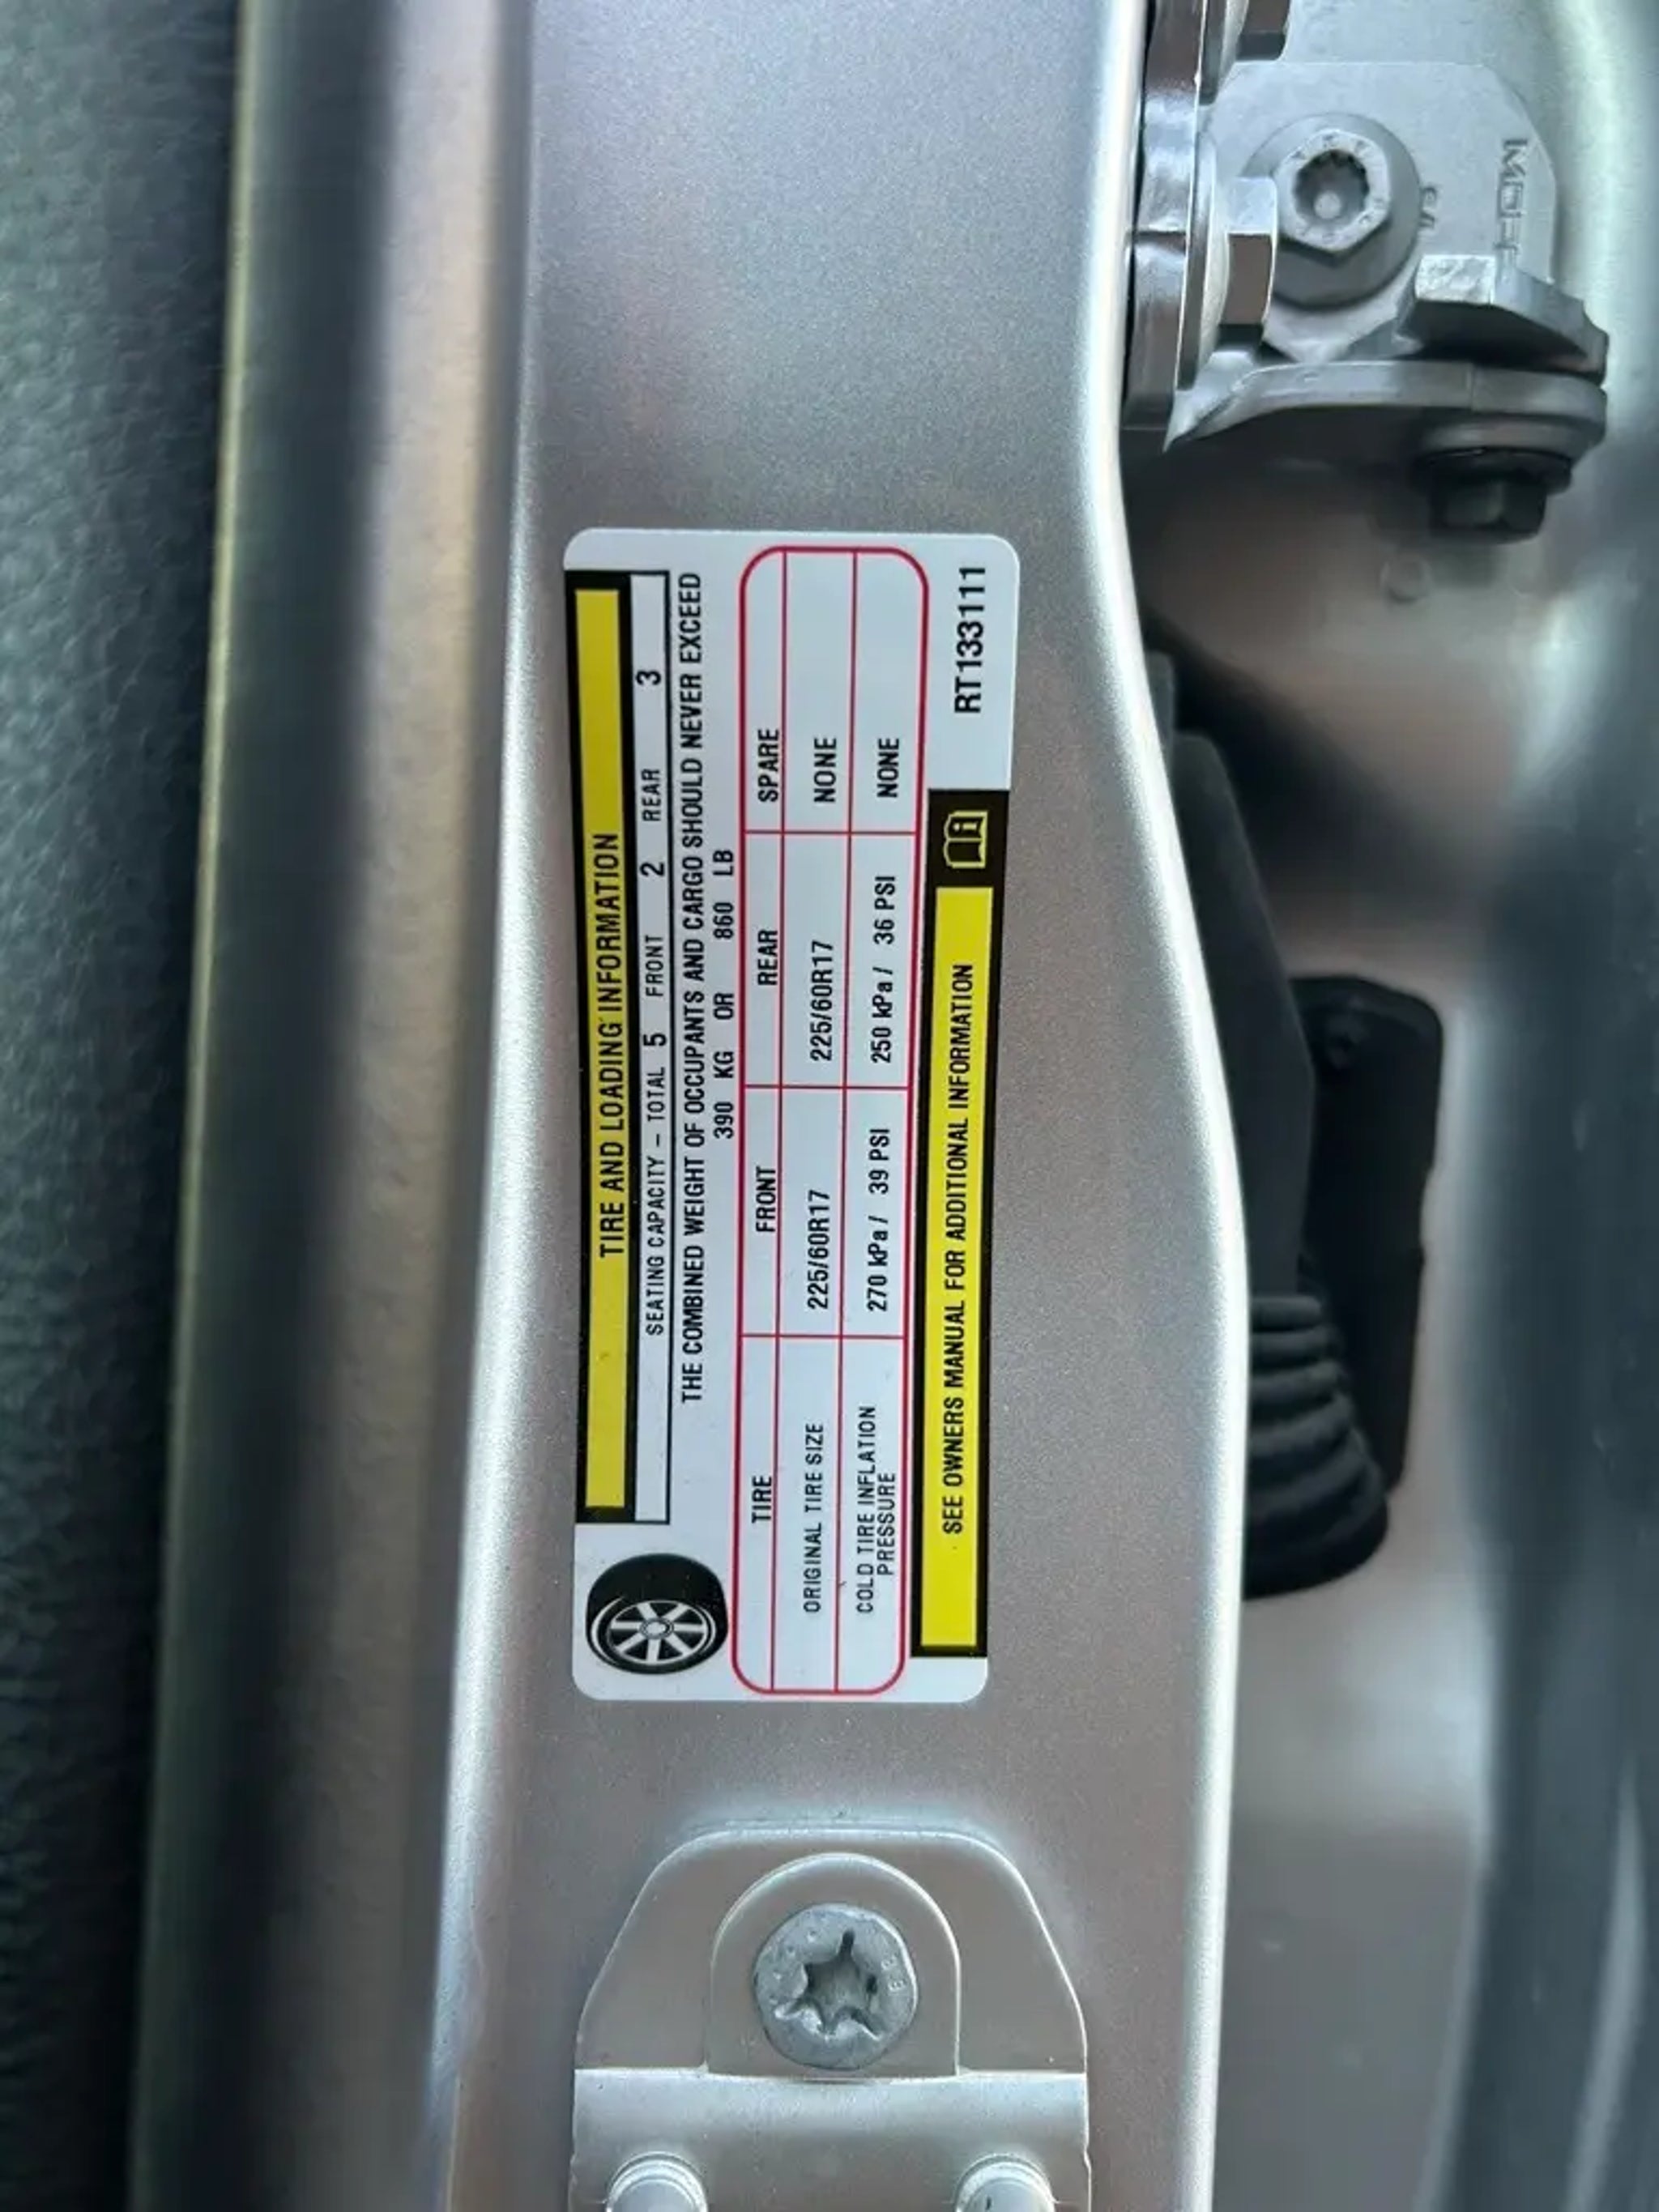 TIRE AND LOADING INFORMATION
SEATING CAPACITY – TOTAL 5 FRONT 2 REAR 3
THE COMBINED WEIGHT OF OCCUPANTS AND CARGO SHOULD NEVER EXCEED
390 KG OR 860 LB
TIRE FRONT REAR SPARE
ORIGINAL TIRE SIZE 225/60R17 225/60R17 NONE
COLD TIRE INFLATION
PRESSURE 270 kPa / 39 PSI 250 kPa / 36 PSI NONE
SEE OWNERS MANUAL FOR ADDITIONAL INFORMATION
RT133111